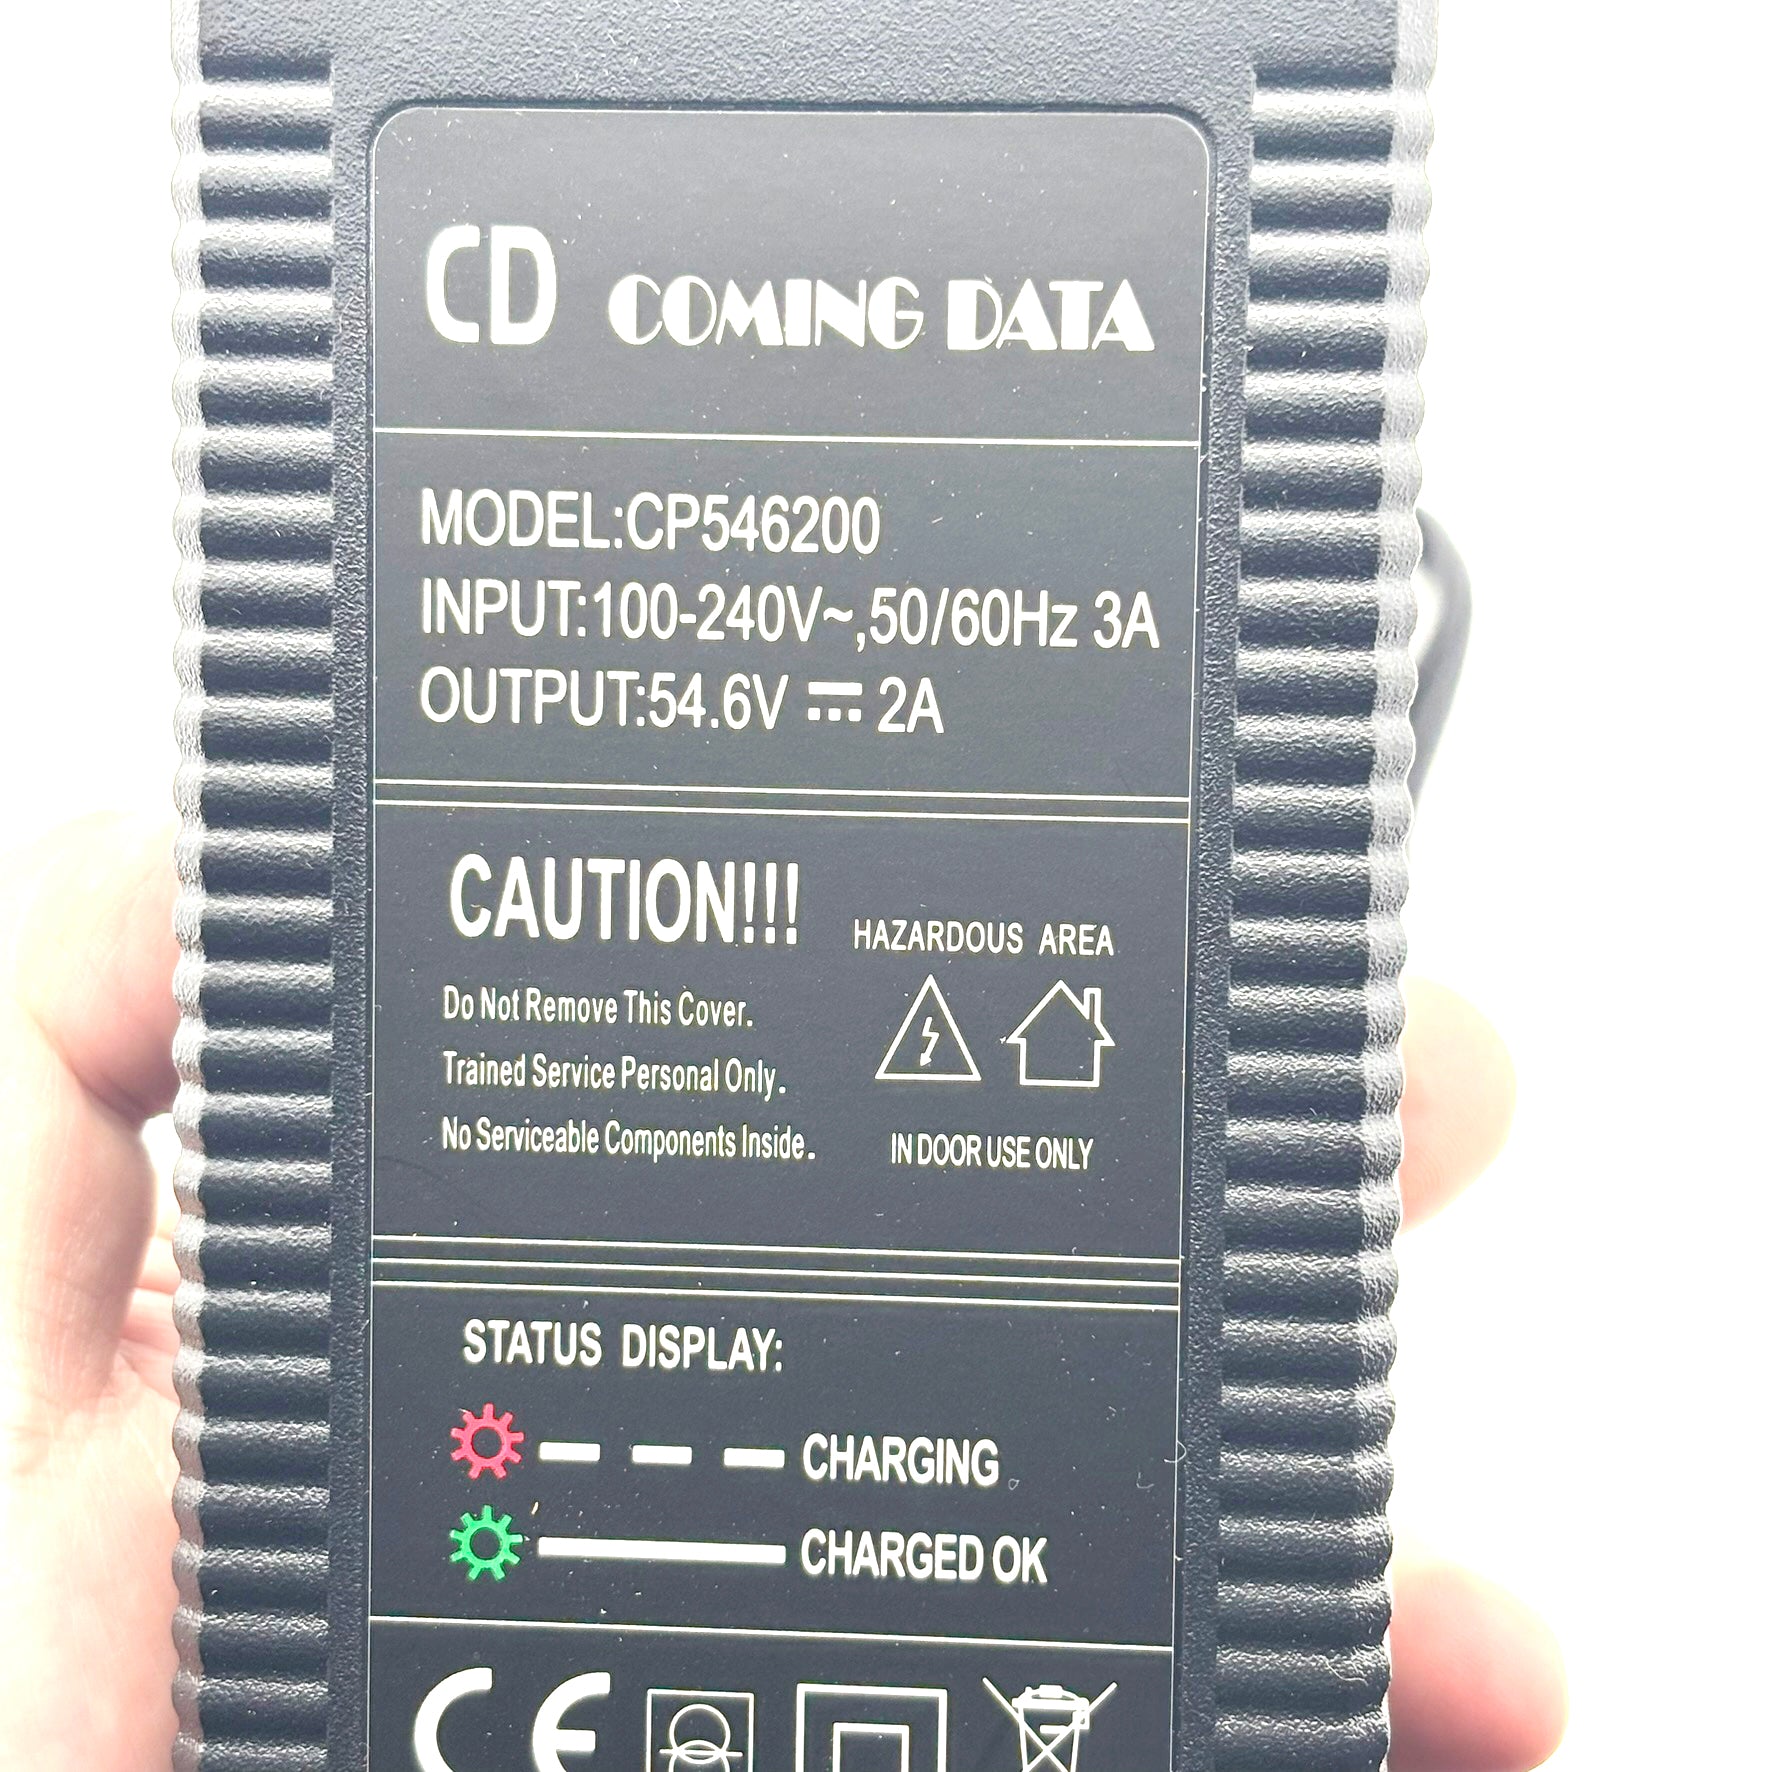 CD COMING DATA
MODEL:CP546200
INPUT:100-240V~,50/60Hz 3A
OUTPUT:54.6V ⎓ 2A
CAUTION!!!
Do Not Remove This Cover.
Trained Service Personal Only.
No Serviceable Components Inside.
HAZARDOUS AREA
IN DOOR USE ONLY
STATUS DISPLAY:
CHARGING
CHARGED OK
CE